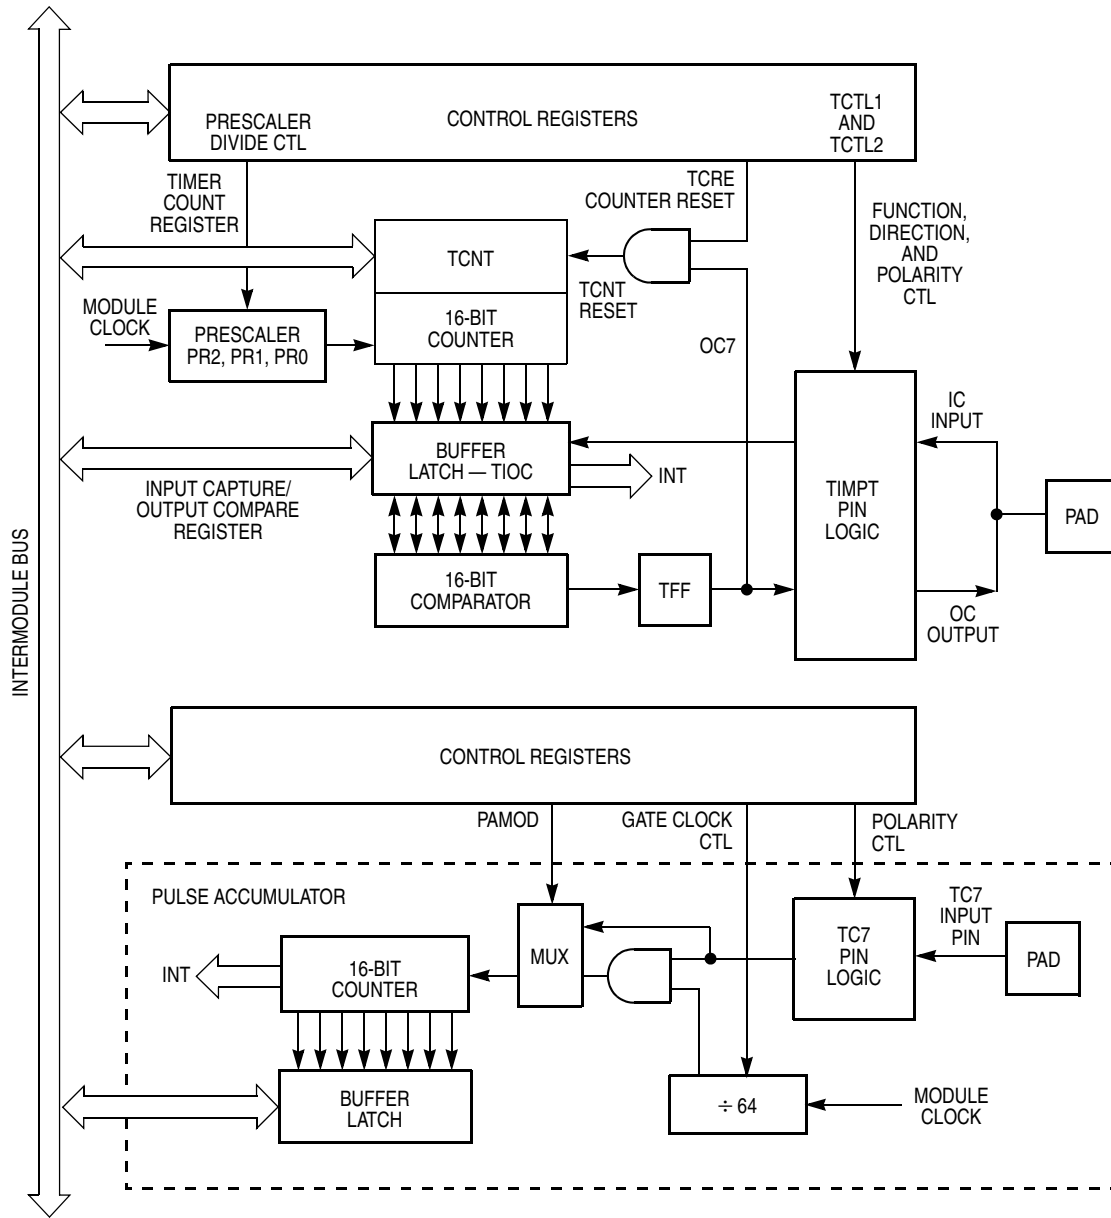 INTERMODULE BUS
PRESCALER
DIVIDE CTL
CONTROL REGISTERS
TCTL1
AND
TCTL2
TIMER
COUNT
REGISTER
TCRE
COUNTER RESET
FUNCTION,
DIRECTION,
AND
POLARITY
CTL
TCNT
TCNT
RESET
MODULE
CLOCK
PRESCALER
PR2, PR1, PR0
16-BIT
COUNTER
OC7
IC
INPUT
BUFFER
LATCH — TIOC
INT
INPUT CAPTURE/
OUTPUT COMPARE
REGISTER
TIMPT
PIN
LOGIC
PAD
16-BIT
COMPARATOR
TFF
OC
OUTPUT
CONTROL REGISTERS
PAMOD
GATE CLOCK
CTL
POLARITY
CTL
PULSE ACCUMULATOR
TC7
INPUT
PIN
MUX
TC7
PIN
LOGIC
PAD
INT
16-BIT
COUNTER
BUFFER
LATCH
÷ 64
MODULE
CLOCK